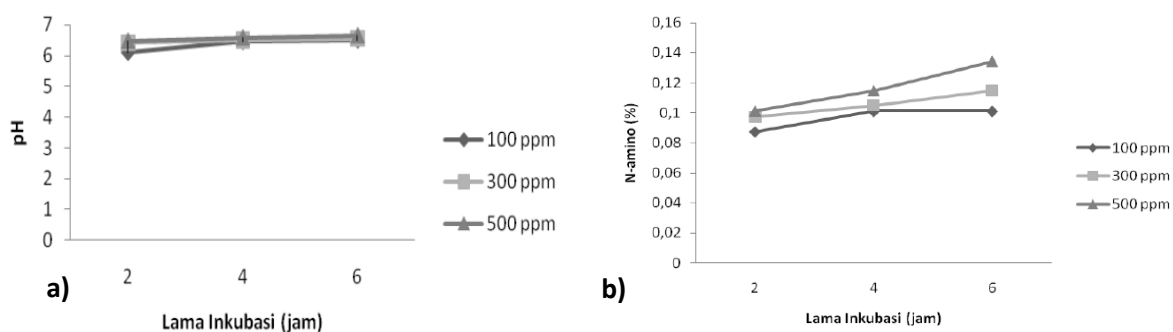 7
6
5
4
3
2
1
0
pH
2 4 6
Lama Inkubasi (jam)
100 ppm
300 ppm
500 ppm
a)
0,16
0,14
0,12
0,1
0,08
0,06
0,04
0,02
0
N-amino (%)
2 4 6
Lama Inkubasi (jam)
100 ppm
300 ppm
500 ppm
b)